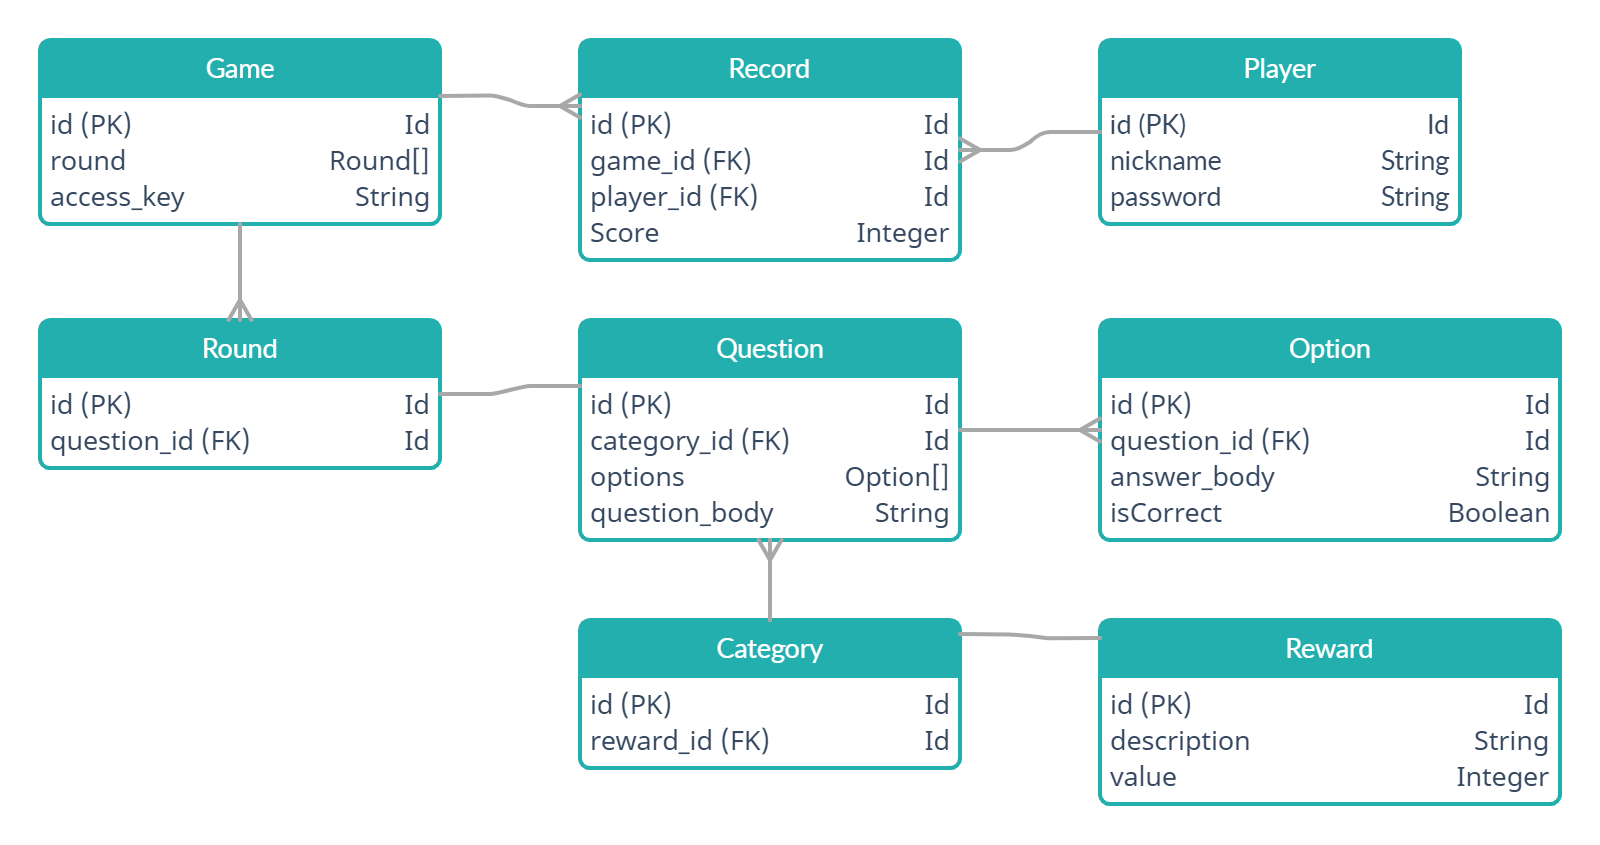 Game
id (PK) Id
round Round[]
access_key String
Record
id (PK) Id
game_id (FK) Id
player_id (FK) Id
Score Integer
Player
id (PK) Id
nickname String
password String
Round
id (PK) Id
question_id (FK) Id
Question
id (PK) Id
category_id (FK) Id
options Option[]
question_body String
Option
id (PK) Id
question_id (FK) Id
answer_body String
isCorrect Boolean
Category
id (PK) Id
reward_id (FK) Id
Reward
id (PK) Id
description String
value Integer